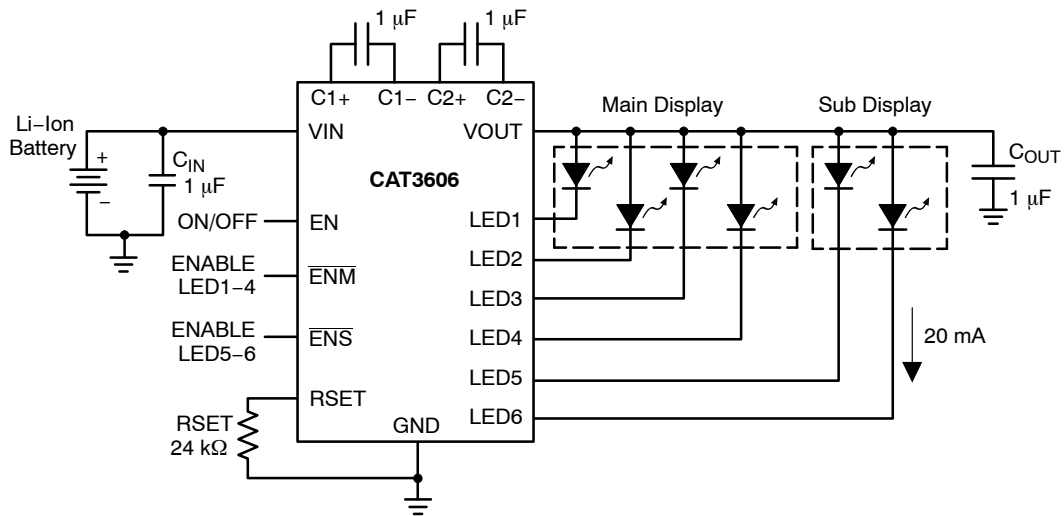 1 μF
1 μF
C1+ C1− C2+ C2−
Main Display
Sub Display
Li−Ion
Battery
VIN
VOUT
+
−
CIN
1 μF
CAT3606
COUT
1 μF
ON/OFF
EN
LED1
ENABLE
LED1−4
ENM
LED2
LED3
ENABLE
LED5−6
ENS
LED4
20 mA
LED5
RSET
LED6
RSET
24 kΩ
GND